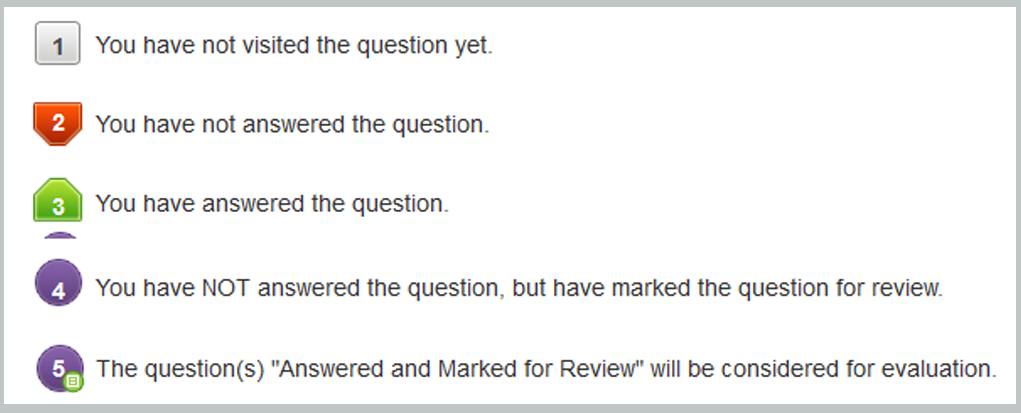 1 You have not visited the question yet.
2 You have not answered the question.
3 You have answered the question.
4 You have NOT answered the question, but have marked the question for review.
5 The question(s) "Answered and Marked for Review" will be considered for evaluation.